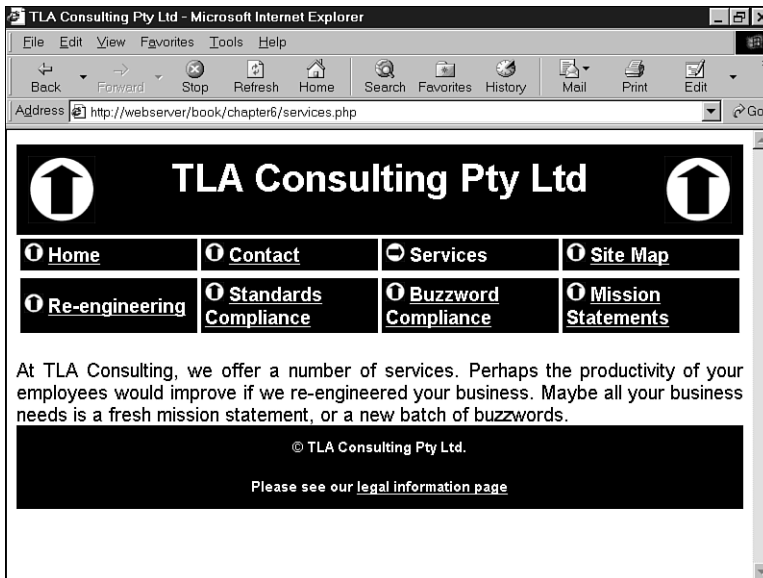 TLA Consulting Pty Ltd - Microsoft Internet Explorer
File Edit View Favorites Tools Help
Back Forward Stop Refresh Home Search Favorites History Mail Print Edit
Address http://webserver/book/chapter6/services.php Go
TLA Consulting Pty Ltd
Home Contact Services Site Map
Re-engineering Standards Compliance Buzzword Compliance Mission Statements
At TLA Consulting, we offer a number of services. Perhaps the productivity of your
employees would improve if we re-engineered your business. Maybe all your business
needs is a fresh mission statement, or a new batch of buzzwords.
© TLA Consulting Pty Ltd.
Please see our legal information page